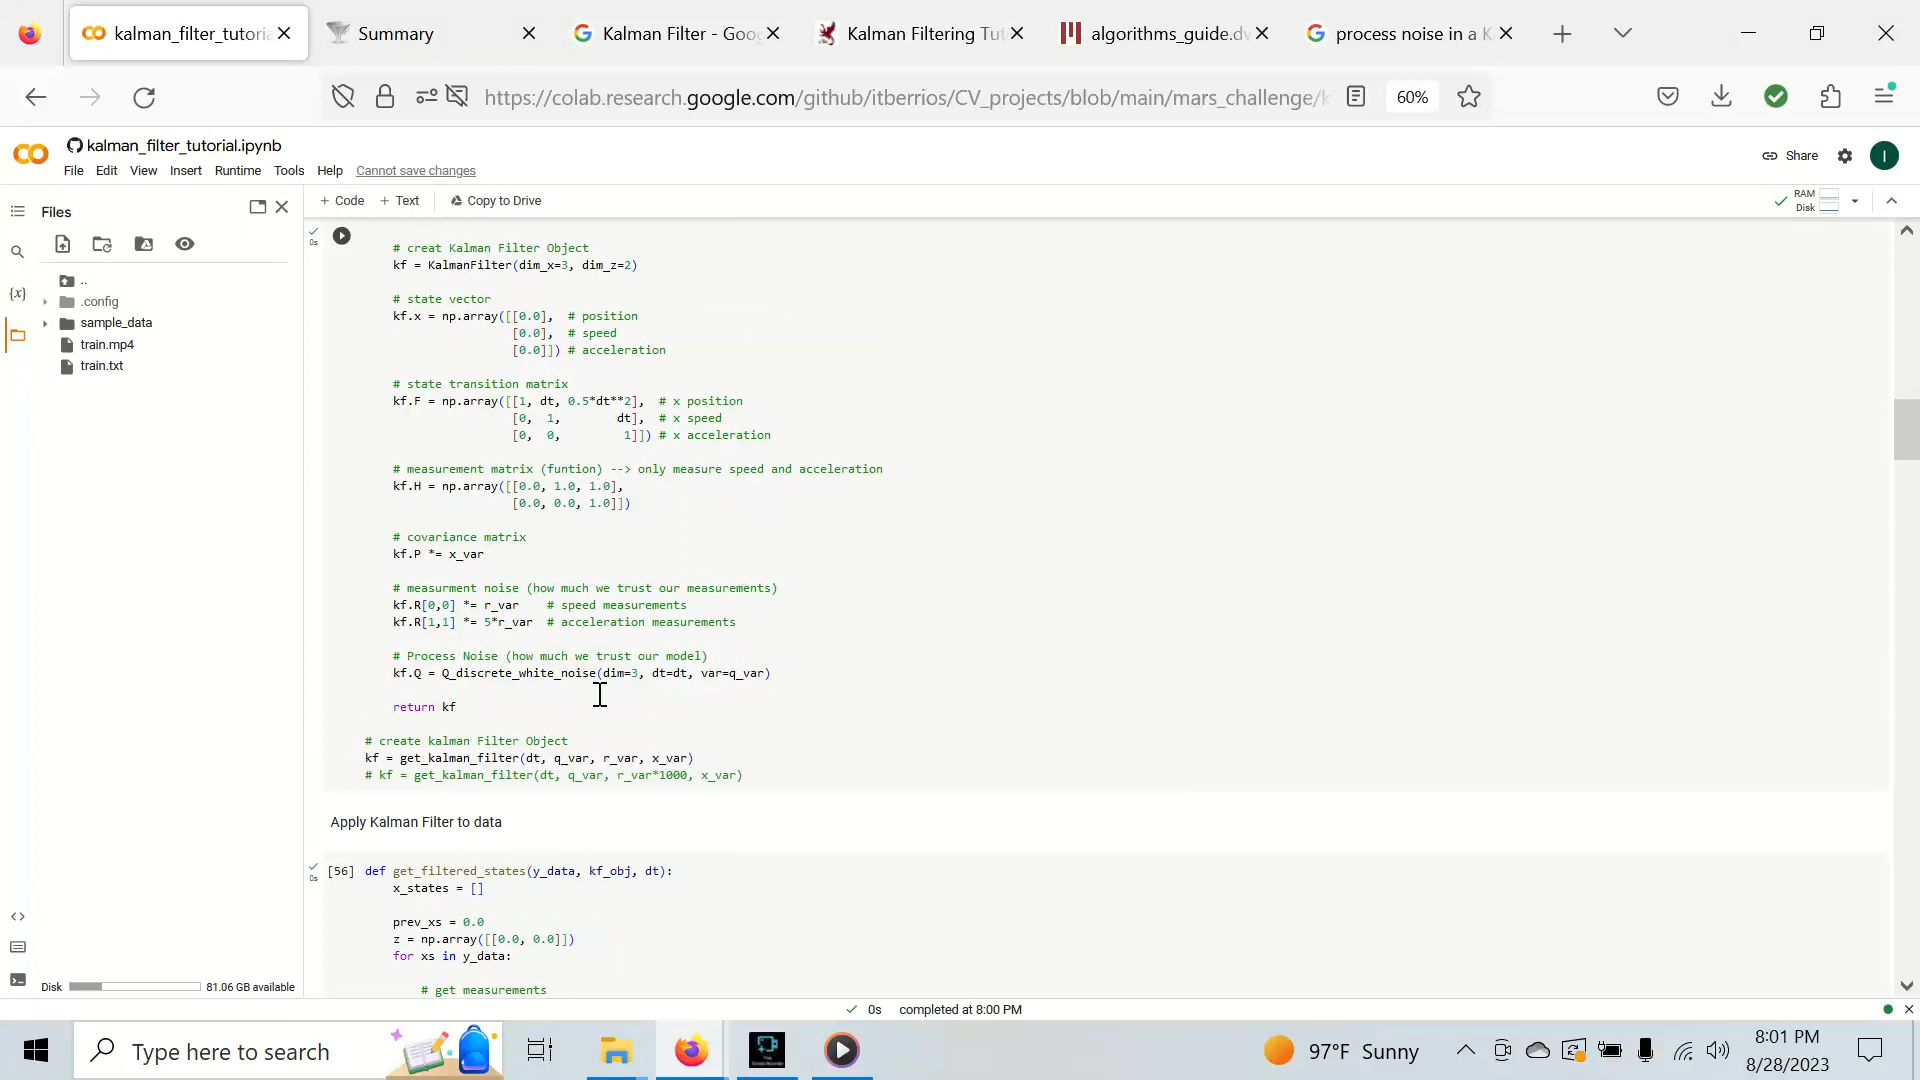 kalman_filter_tutoria
Summary
Kalman Filter - Goo
Kalman Filtering Tut
algorithms_guide.dv
process noise in a K
https://colab.research.google.com/github/itberrios/CV_projects/blob/main/mars_challenge/k
60%
kalman_filter_tutorial.ipynb
File Edit View Insert Runtime Tools Help Cannot save changes
Share
I
Files
+ Code + Text Copy to Drive
RAM
Disk
..
.config
sample_data
train.mp4
train.txt
{x}
Disk
81.06 GB available
0s
# creat Kalman Filter Object
kf = KalmanFilter(dim_x=3, dim_z=2)
# state vector
kf.x = np.array([[0.0], # position
[0.0], # speed
[0.0]]) # acceleration
# state transition matrix
kf.F = np.array([[1, dt, 0.5*dt**2], # x position
[0, 1, dt], # x speed
[0, 0, 1]]) # x acceleration
# measurement matrix (funtion) --> only measure speed and acceleration
kf.H = np.array([[0.0, 1.0, 1.0],
[0.0, 0.0, 1.0]])
# covariance matrix
kf.P *= x_var
# measurment noise (how much we trust our measurements)
kf.R[0,0] *= r_var # speed measurements
kf.R[1,1] *= 5*r_var # acceleration measurements
# Process Noise (how much we trust our model)
kf.Q = Q_discrete_white_noise(dim=3, dt=dt, var=q_var)
return kf
# create kalman Filter Object
kf = get_kalman_filter(dt, q_var, r_var, x_var)
# kf = get_kalman_filter(dt, q_var, r_var*1000, x_var)
Apply Kalman Filter to data
0s
[56] def get_filtered_states(y_data, kf_obj, dt):
x_states = []
prev_xs = 0.0
z = np.array([[0.0, 0.0]])
for xs in y_data:
# get measurements
0s completed at 8:00 PM
Type here to search
97°F Sunny
8:01 PM
8/28/2023